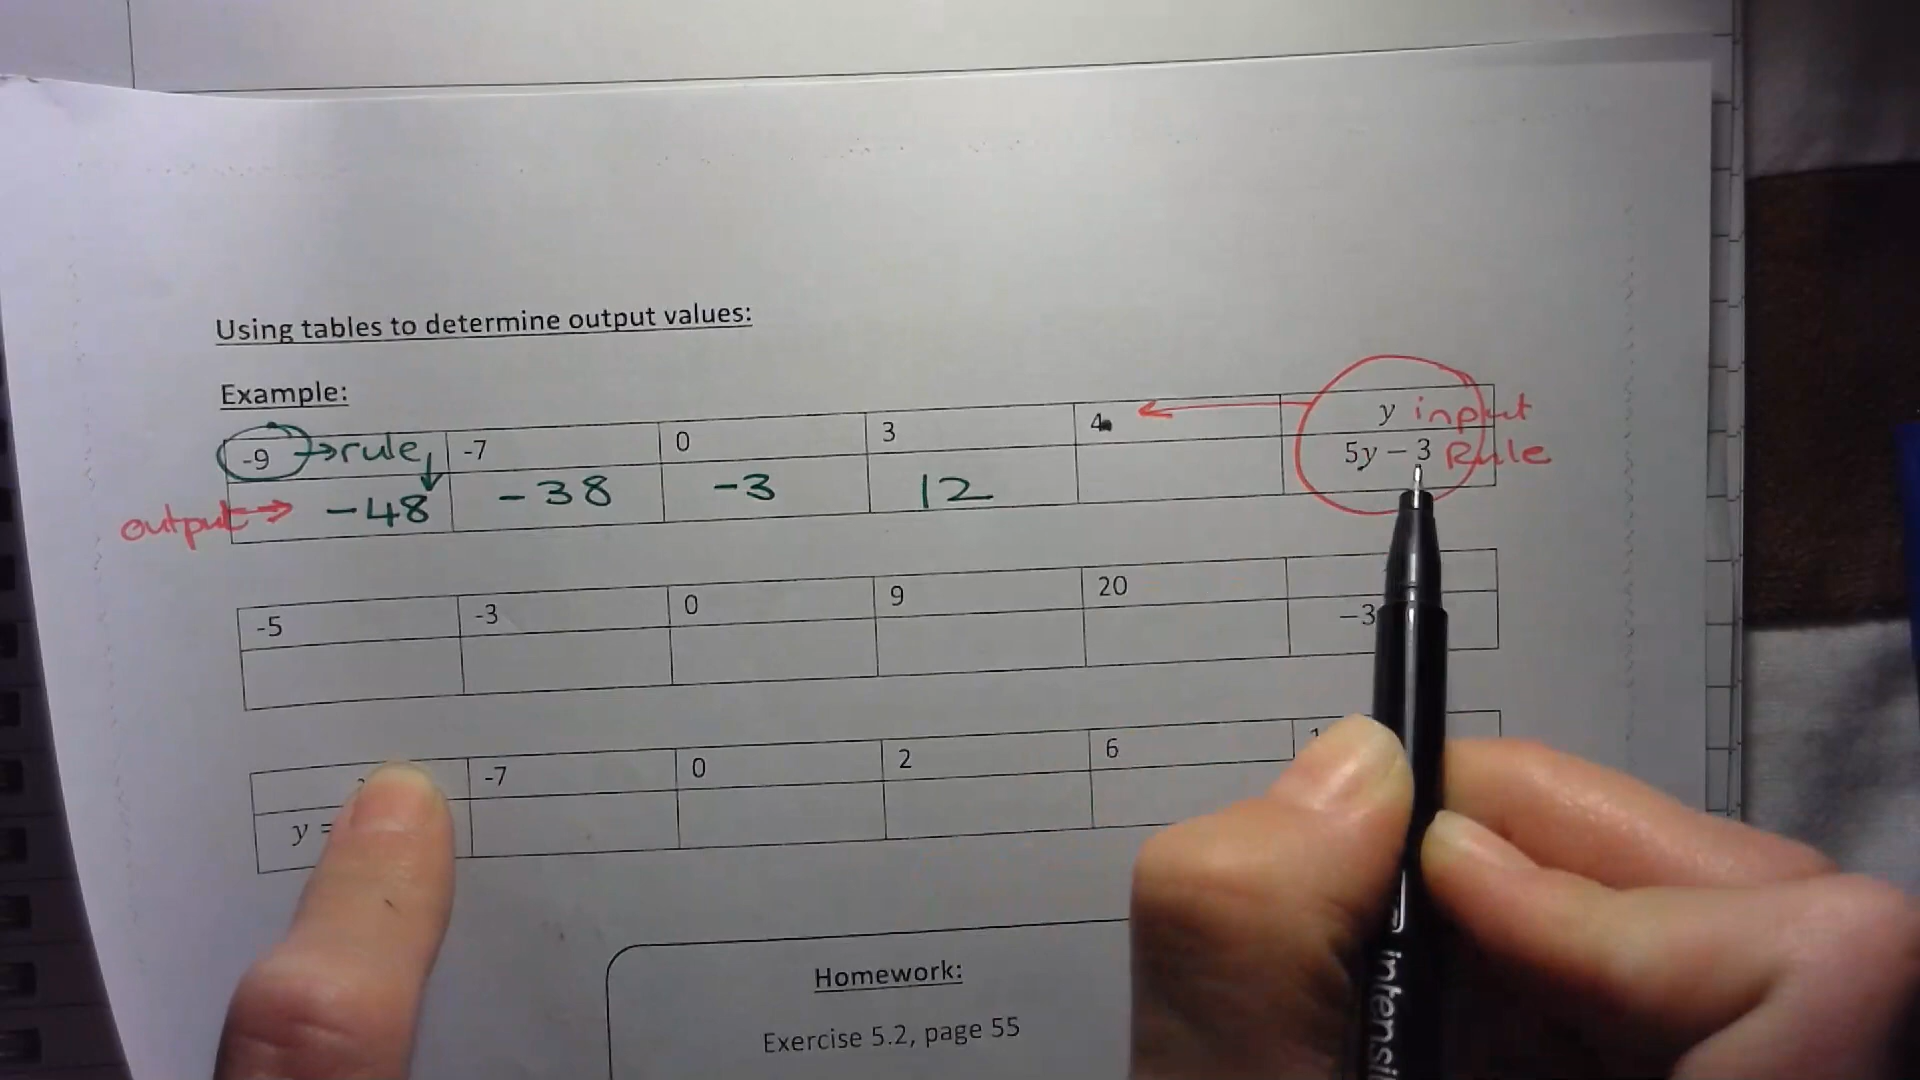 Using tables to determine output values:
Example:
-9 → rule -7 0 3 4 y input
output → -48 -38 -3 12 5y − 3 Rule
-5 -3 0 9 20
−3
-7 0 2 6
y =
Homework:
Exercise 5.2, page 55